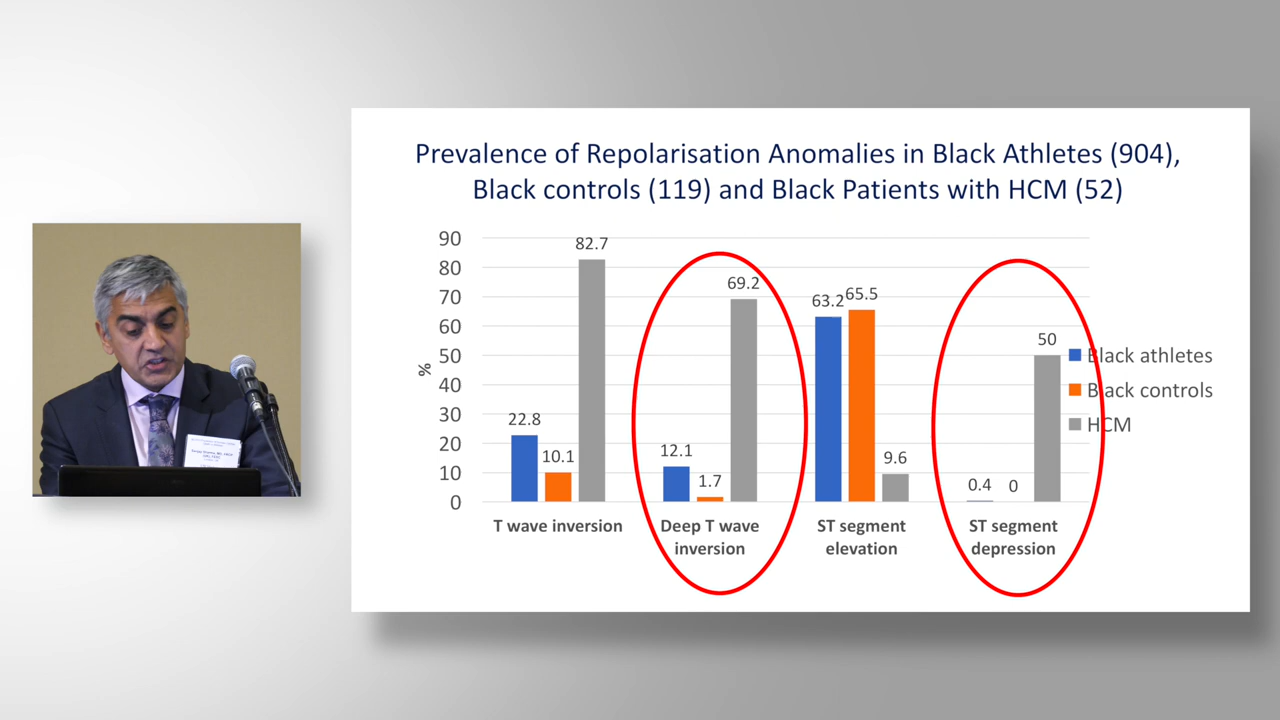 Prevalence of Repolarisation Anomalies in Black Athletes (904),
Black controls (119) and Black Patients with HCM (52)
90
80
70
60
50
40
30
20
10
0
%
82.7
22.8
10.1
69.2
12.1
1.7
63.2
65.5
9.6
50
0.4
0
T wave inversion
Deep T wave
inversion
ST segment
elevation
ST segment
depression
Black athletes
Black controls
HCM